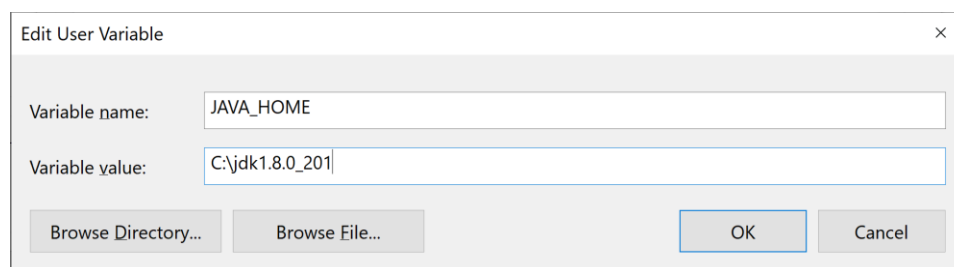 Edit User Variable
Variable name: JAVA_HOME
Variable value: C:\jdk1.8.0_201
Browse Directory... Browse File... OK Cancel